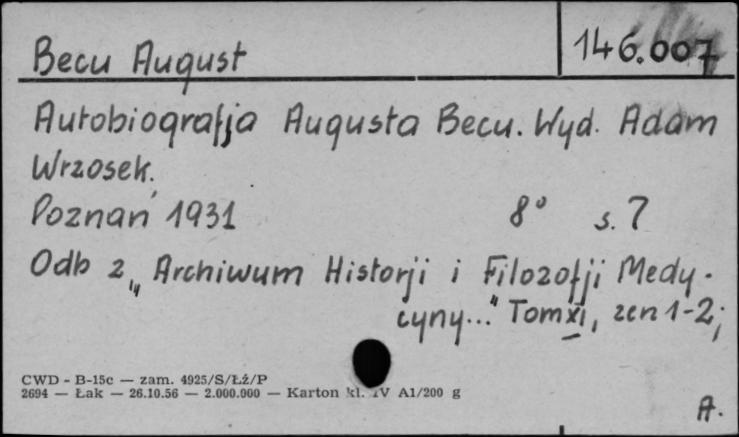 Becu August 146.007
Autobiografja Augusta Becu. Wyd. Adam
Wrzosek.
Poznań 1931 8° s. 7
Odb z „Archiwum Historji i Filozofji Medy-
cyny..." Tom XI, zen 1-2;
CWD - B-15c — zam. 4925/S/Łż/P
2694 — Łak — 26.10.56 — 2.000.000 — Karton kl. IV A1/200 g
A.